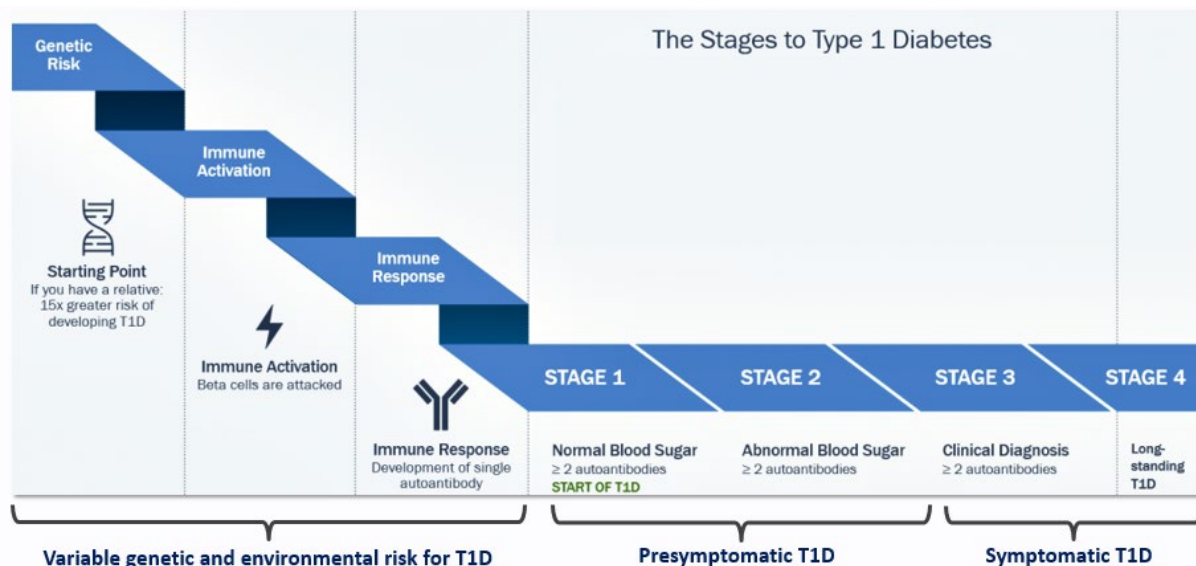 The Stages to Type 1 Diabetes
Genetic
Risk
Immune
Activation
Immune
Response
Starting Point
If you have a relative:
15x greater risk of
developing T1D
Immune Activation
Beta cells are attacked
Immune Response
Development of single
autoantibody
STAGE 1
STAGE 2
STAGE 3
STAGE 4
Normal Blood Sugar
≥ 2 autoantibodies
START OF T1D
Abnormal Blood Sugar
≥ 2 autoantibodies
Clinical Diagnosis
≥ 2 autoantibodies
Long-
standing
T1D
Variable genetic and environmental risk for T1D
Presymptomatic T1D
Symptomatic T1D